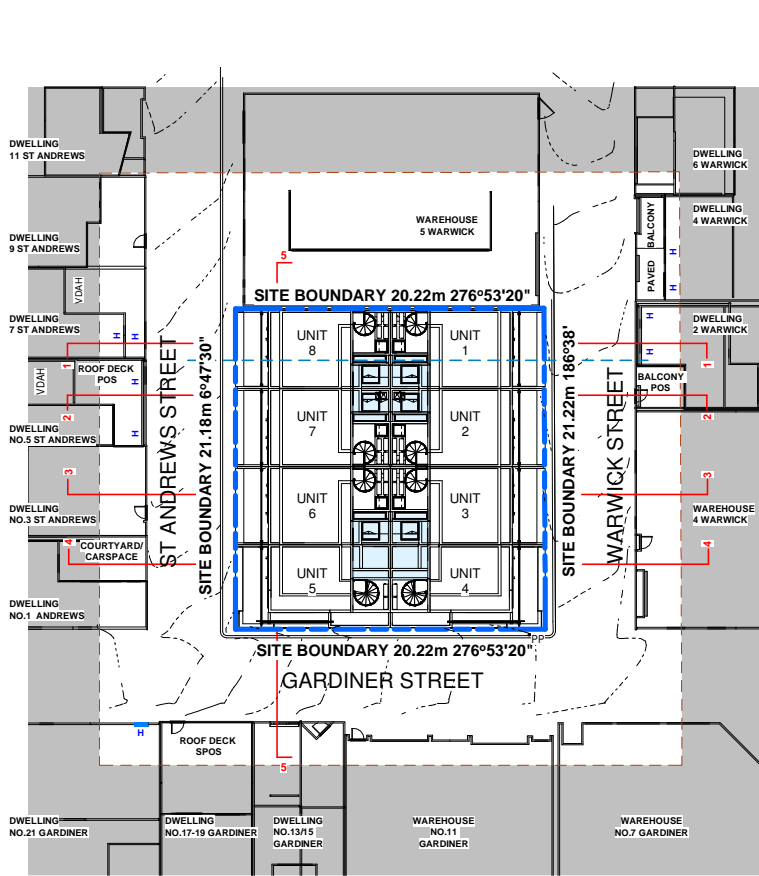 DWELLING
11 ST ANDREWS
DWELLING
6 WARWICK
DWELLING
9 ST ANDREWS
WAREHOUSE
5 WARWICK
BALCONY
PAVED
DWELLING
4 WARWICK
H
H
5
VDAH
SITE BOUNDARY 20.22m 276º53'20"
DWELLING
7 ST ANDREWS
H
H
H
H
DWELLING
2 WARWICK
UNIT
8
UNIT
1
1
1
ROOF DECK
POS
VDAH
H
H
BALCONY
POS
2
2
DWELLING
NO.5 ST ANDREWS
UNIT
7
UNIT
2
ST ANDREWS STREET
SITE BOUNDARY 21.18m 6º47'30"
SITE BOUNDARY 21.22m 186º38'
WARWICK STREET
3
3
DWELLING
NO.3 ST ANDREWS
UNIT
6
UNIT
3
WAREHOUSE
4 WARWICK
4
4
COURTYARD/
CARSPACE
UNIT
5
UNIT
4
DWELLING
NO.1 ANDREWS
PP
SITE BOUNDARY 20.22m 276º53'20"
GARDINER STREET
H
ROOF DECK
SPOS
5
DWELLING
NO.21 GARDINER
DWELLING
NO.17-19 GARDINER
DWELLING
NO.13/15
GARDINER
WAREHOUSE
NO.11
GARDINER
WAREHOUSE
NO.7 GARDINER